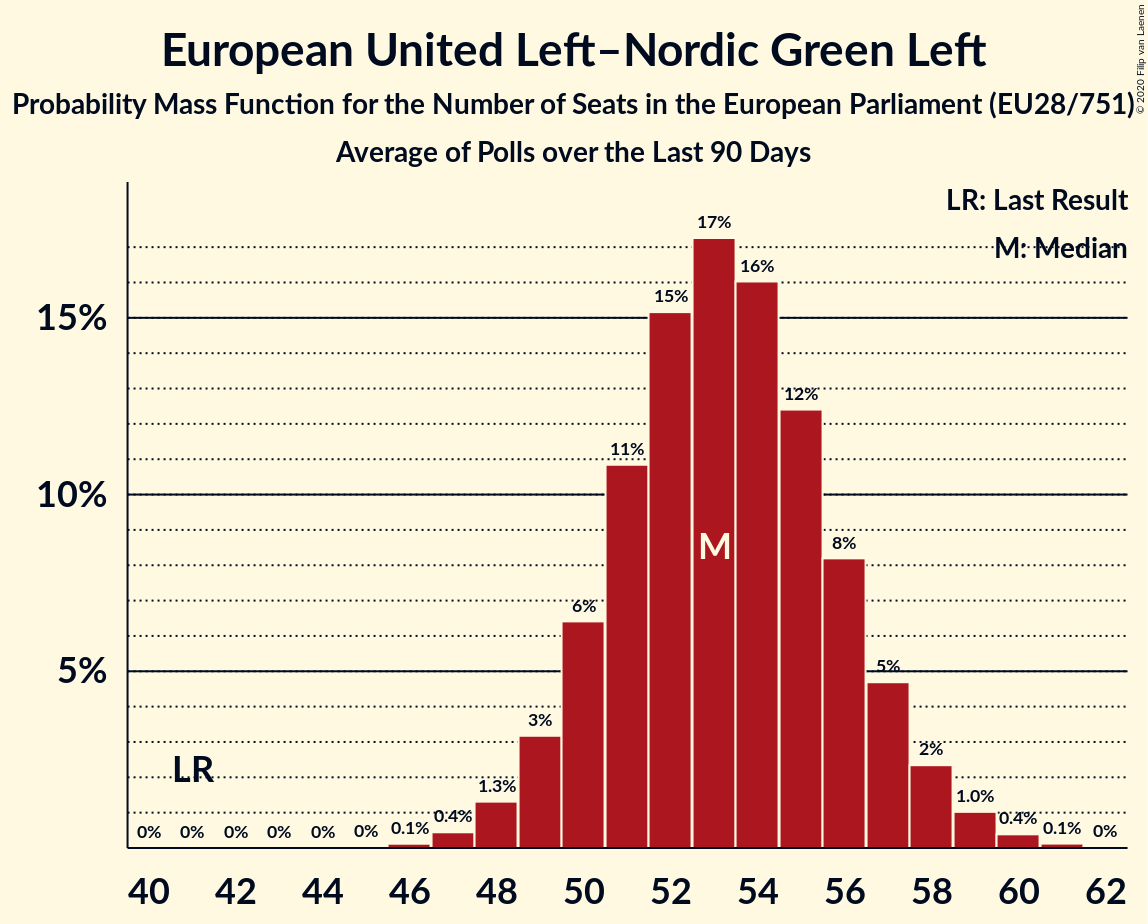 European United Left–Nordic Green Left
Probability Mass Function for the Number of Seats in the European Parliament (EU28/751)
Average of Polls over the Last 90 Days
© 2020 Filip van Laenen
LR: Last Result
M: Median
17%
16%
15%
15%
12%
11%
10%
M
8%
6%
5%
5%
3%
2%
LR
1.3%
1.0%
0% 0% 0% 0% 0% 0% 0.1% 0.4% 0.4% 0.1% 0%
40 42 44 46 48 50 52 54 56 58 60 62